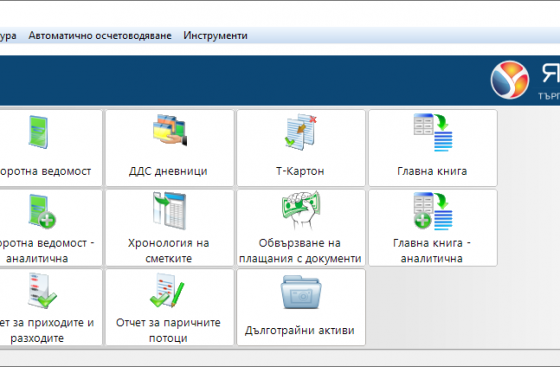 ура Автоматично осчетоводяване Инструменти
Я
ТЪРГ
оротна ведомост
ДДС дневници
Т-Картон
Главна книга
оротна ведомост -
аналитична
Хронология на
сметките
Обвързване на
плащания с документи
Главна книга -
аналитична
ет за приходите и
разходите
Отчет за паричните
потоци
Дълготрайни активи